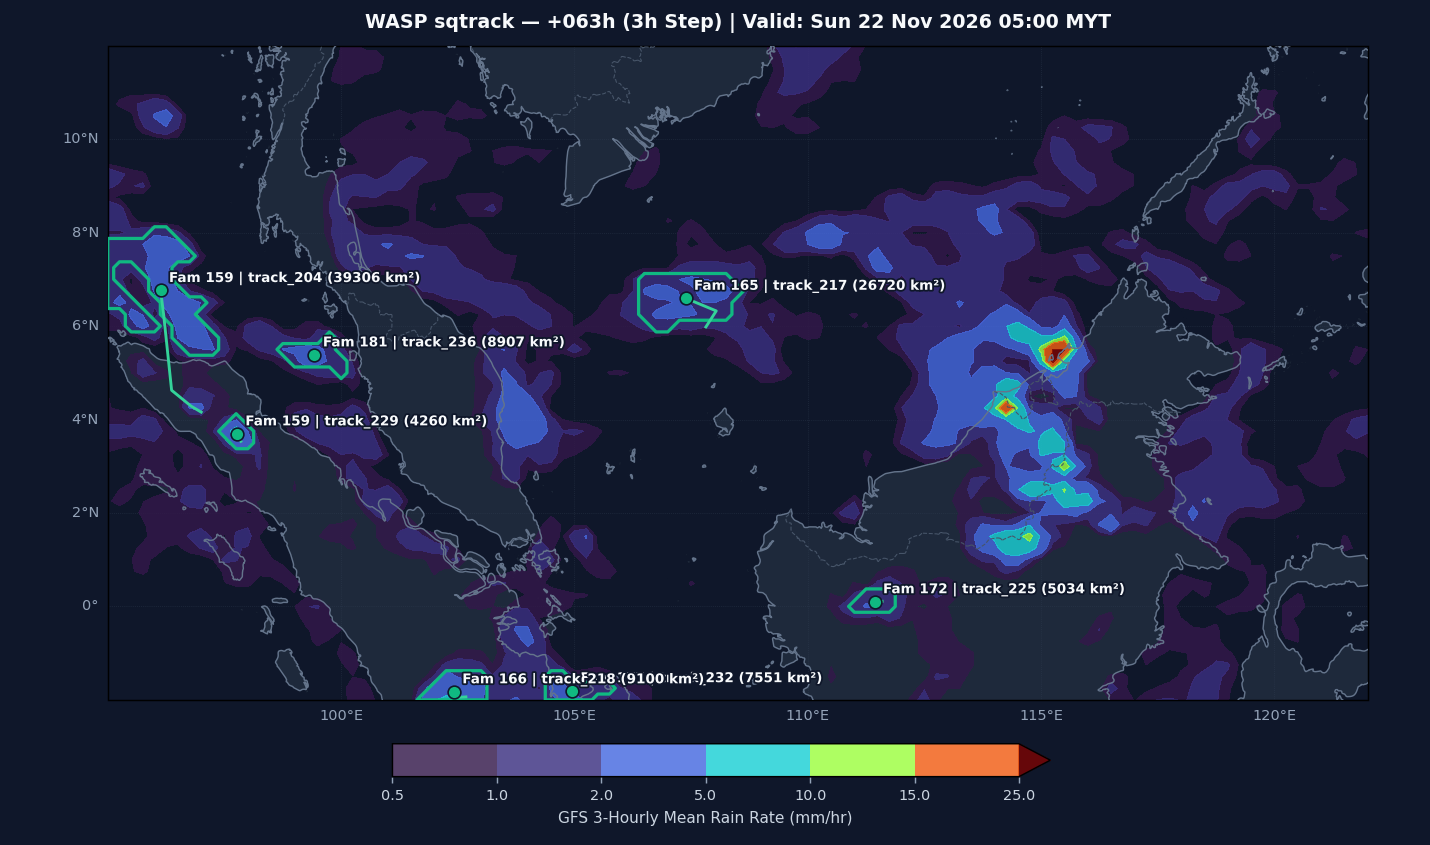 WASP sqtrack — +063h (3h Step) | Valid: Sun 22 Nov 2026 05:00 MYT
10°N
8°N
Fam 159 | track_204 (39306 km²)
Fam 165 | track_217 (26720 km²)
6°N
Fam 181 | track_236 (8907 km²)
4°N
Fam 159 | track_229 (4260 km²)
2°N
0°
Fam 172 | track_225 (5034 km²)
Fam 166 | track_218 (9100 km²)
232 (7551 km²)
100°E
105°E
110°E
115°E
120°E
0.5
1.0
2.0
5.0
10.0
15.0
25.0
GFS 3-Hourly Mean Rain Rate (mm/hr)